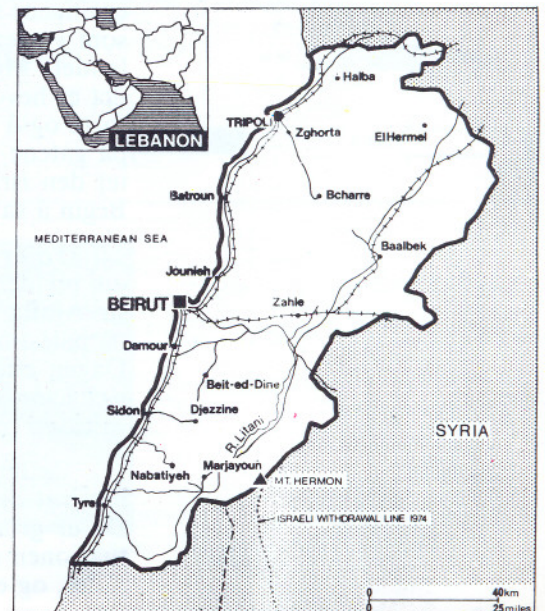 LEBANON
Halba
TRIPOLI
Zghorta
El Hermel
Batroun
Bcharre
MEDITERRANEAN SEA
Baalbek
Jounieh
BEIRUT
Zahle
Damour
Beit-ed-Dine
Sidon
Djezzine
R. Litani
SYRIA
Nabatiyeh
Marjayoun
MT. HERMON
Tyre
ISRAELI WITHDRAWAL LINE 1974
0 40km
0 25miles